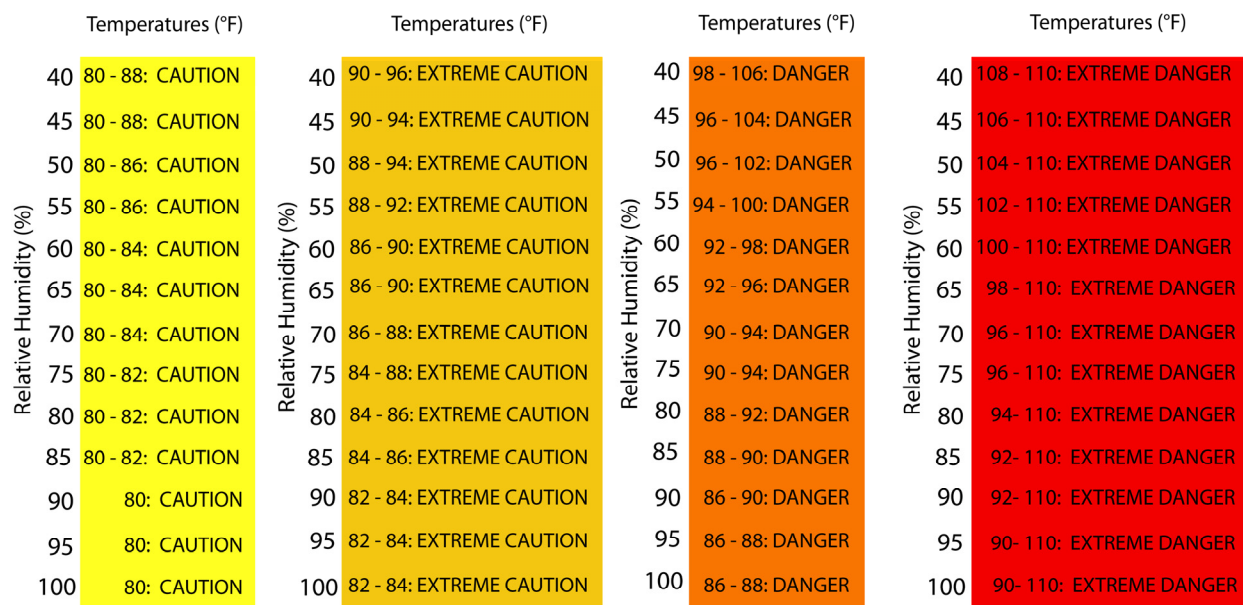 Temperatures (°F)
Relative Humidity (%)
40 80 - 88: CAUTION
45 80 - 88: CAUTION
50 80 - 86: CAUTION
55 80 - 86: CAUTION
60 80 - 84: CAUTION
65 80 - 84: CAUTION
70 80 - 84: CAUTION
75 80 - 82: CAUTION
80 80 - 82: CAUTION
85 80 - 82: CAUTION
90 80: CAUTION
95 80: CAUTION
100 80: CAUTION
Temperatures (°F)
Relative Humidity (%)
40 90 - 96: EXTREME CAUTION
45 90 - 94: EXTREME CAUTION
50 88 - 94: EXTREME CAUTION
55 88 - 92: EXTREME CAUTION
60 86 - 90: EXTREME CAUTION
65 86 - 90: EXTREME CAUTION
70 86 - 88: EXTREME CAUTION
75 84 - 88: EXTREME CAUTION
80 84 - 86: EXTREME CAUTION
85 84 - 86: EXTREME CAUTION
90 82 - 84: EXTREME CAUTION
95 82 - 84: EXTREME CAUTION
100 82 - 84: EXTREME CAUTION
Temperatures (°F)
Relative Humidity (%)
40 98 - 106: DANGER
45 96 - 104: DANGER
50 96 - 102: DANGER
55 94 - 100: DANGER
60 92 - 98: DANGER
65 92 - 96: DANGER
70 90 - 94: DANGER
75 90 - 94: DANGER
80 88 - 92: DANGER
85 88 - 90: DANGER
90 86 - 90: DANGER
95 86 - 88: DANGER
100 86 - 88: DANGER
Temperatures (°F)
Relative Humidity (%)
40 108 - 110: EXTREME DANGER
45 106 - 110: EXTREME DANGER
50 104 - 110: EXTREME DANGER
55 102 - 110: EXTREME DANGER
60 100 - 110: EXTREME DANGER
65 98 - 110: EXTREME DANGER
70 96 - 110: EXTREME DANGER
75 96 - 110: EXTREME DANGER
80 94- 110: EXTREME DANGER
85 92- 110: EXTREME DANGER
90 92- 110: EXTREME DANGER
95 90- 110: EXTREME DANGER
100 90- 110: EXTREME DANGER